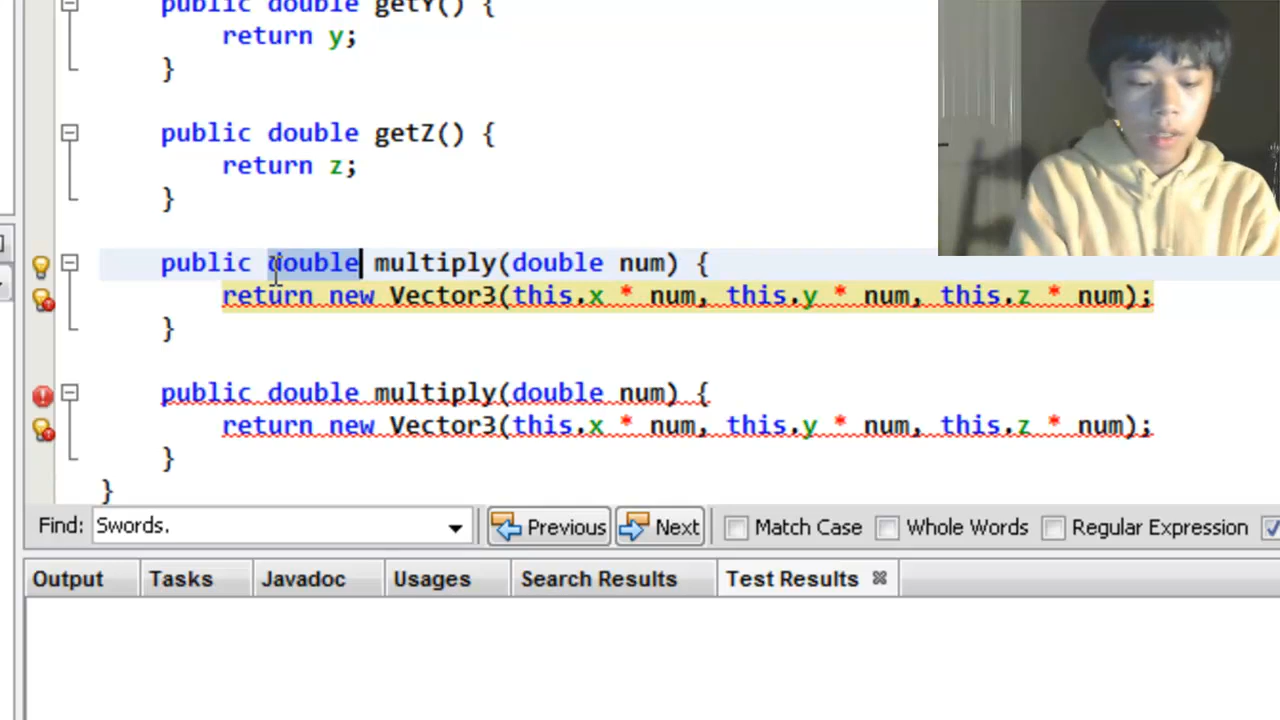 public double getY() {
return y;
}
public double getZ() {
return z;
}
public double multiply(double num) {
return new Vector3(this.x * num, this.y * num, this.z * num);
}
public double multiply(double num) {
return new Vector3(this.x * num, this.y * num, this.z * num);
}
}
Find: Swords. Previous Next Match Case Whole Words Regular Expression
Output Tasks Javadoc Usages Search Results Test Results